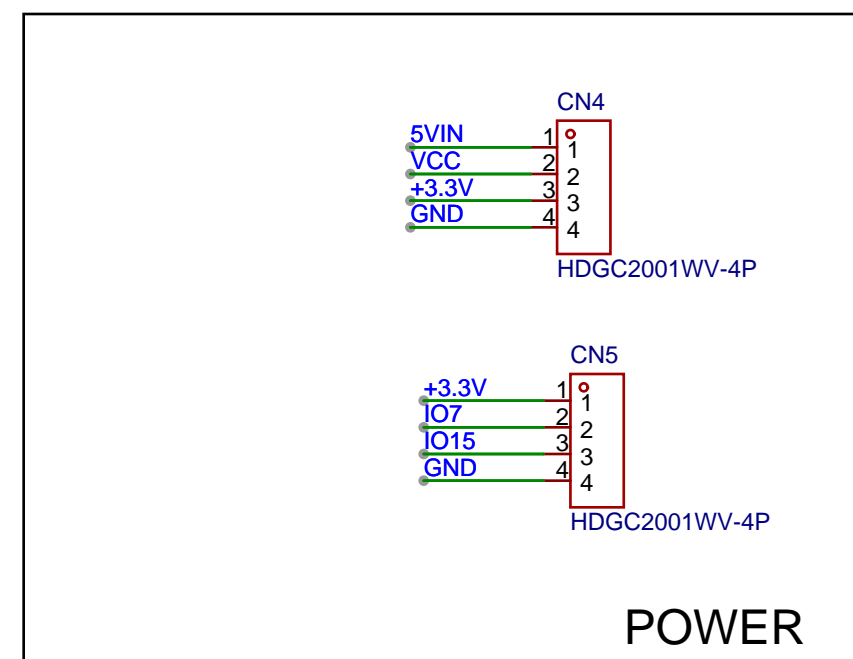 CN4
5VIN 1 1
VCC 2 2
+3.3V 3 3
GND 4 4
HDGC2001WV-4P
CN5
+3.3V 1 1
IO7 2 2
IO15 3 3
GND 4 4
HDGC2001WV-4P
POWER